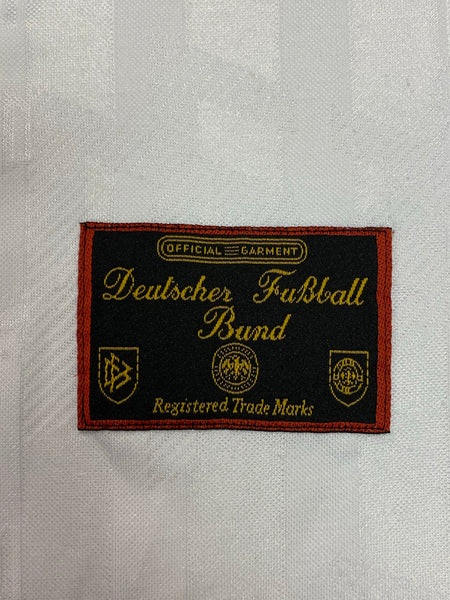 OFFICIAL GARMENT
Deutscher Fußball
Bund
Registered Trade Marks